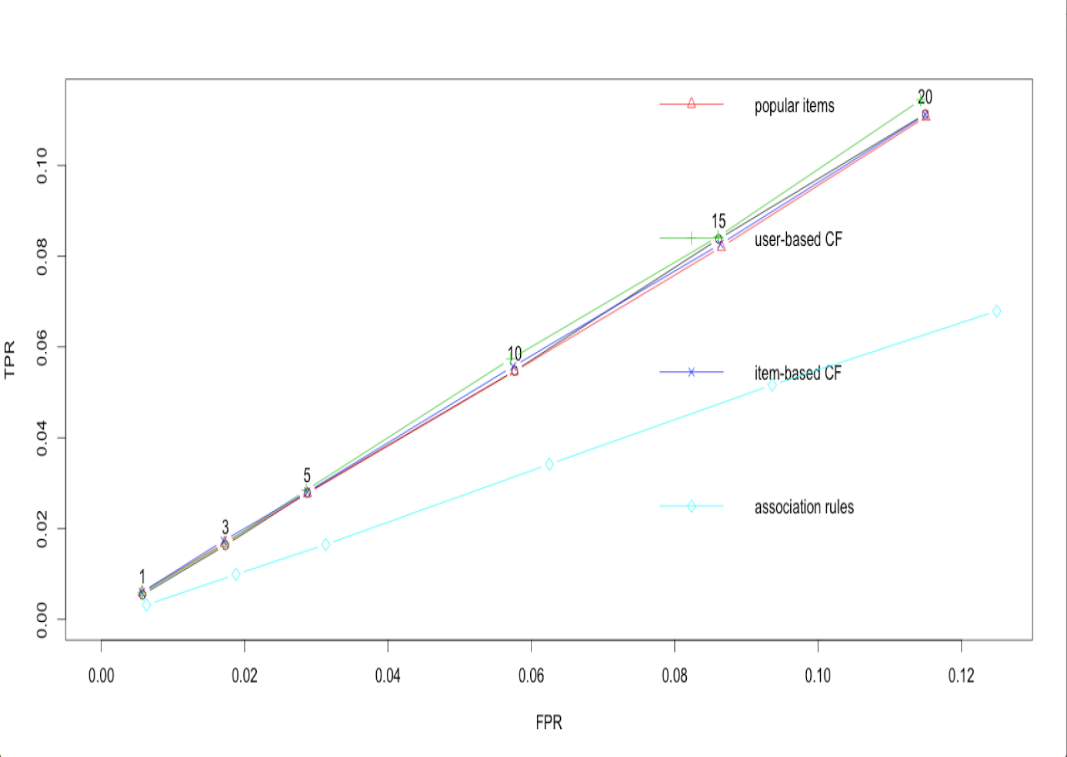 20
popular items
15
user-based CF
10
item-based CF
5
association rules
3
1
TPR
0.10
0.08
0.06
0.04
0.02
0.00
0.00 0.02 0.04 0.06 0.08 0.10 0.12
FPR